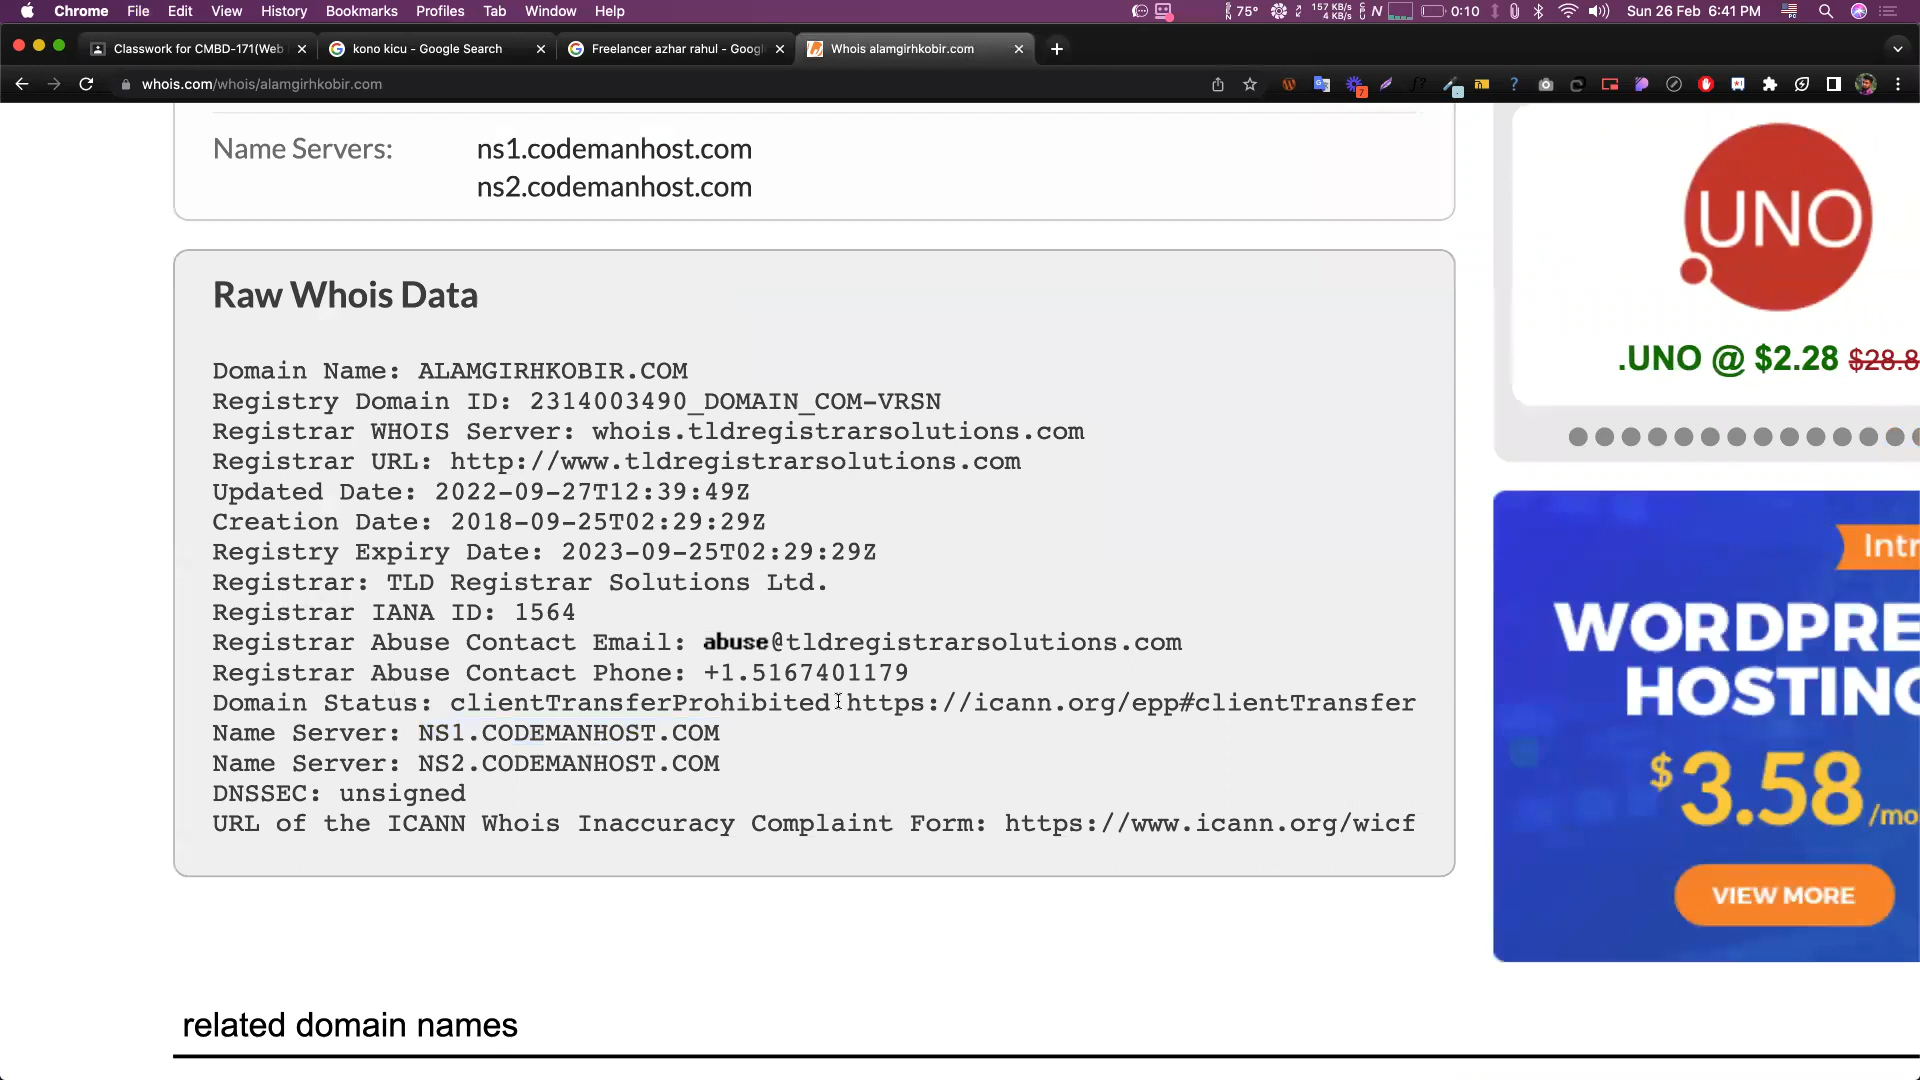 Chrome File Edit View History Bookmarks Profiles Tab Window Help
75° 157 KB/s 4 KB/s 0:10 Sun 26 Feb 6:41 PM
Classwork for CMBD-171(Web
kono kicu - Google Search
Freelancer azhar rahul - Googl
Whois alamgirhkobir.com
whois.com/whois/alamgirhkobir.com
7
Name Servers: ns1.codemanhost.com
ns2.codemanhost.com
Raw Whois Data
Domain Name: ALAMGIRHKOBIR.COM
Registry Domain ID: 2314003490_DOMAIN_COM-VRSN
Registrar WHOIS Server: whois.tldregistrarsolutions.com
Registrar URL: http://www.tldregistrarsolutions.com
Updated Date: 2022-09-27T12:39:49Z
Creation Date: 2018-09-25T02:29:29Z
Registry Expiry Date: 2023-09-25T02:29:29Z
Registrar: TLD Registrar Solutions Ltd.
Registrar IANA ID: 1564
Registrar Abuse Contact Email: abuse@tldregistrarsolutions.com
Registrar Abuse Contact Phone: +1.5167401179
Domain Status: clientTransferProhibited https://icann.org/epp#clientTransfer
Name Server: NS1.CODEMANHOST.COM
Name Server: NS2.CODEMANHOST.COM
DNSSEC: unsigned
URL of the ICANN Whois Inaccuracy Complaint Form: https://www.icann.org/wicf
related domain names
UNO
.UNO @ $2.28 $28.8
Intr
WORDPRE
HOSTING
$3.58/mo
VIEW MORE